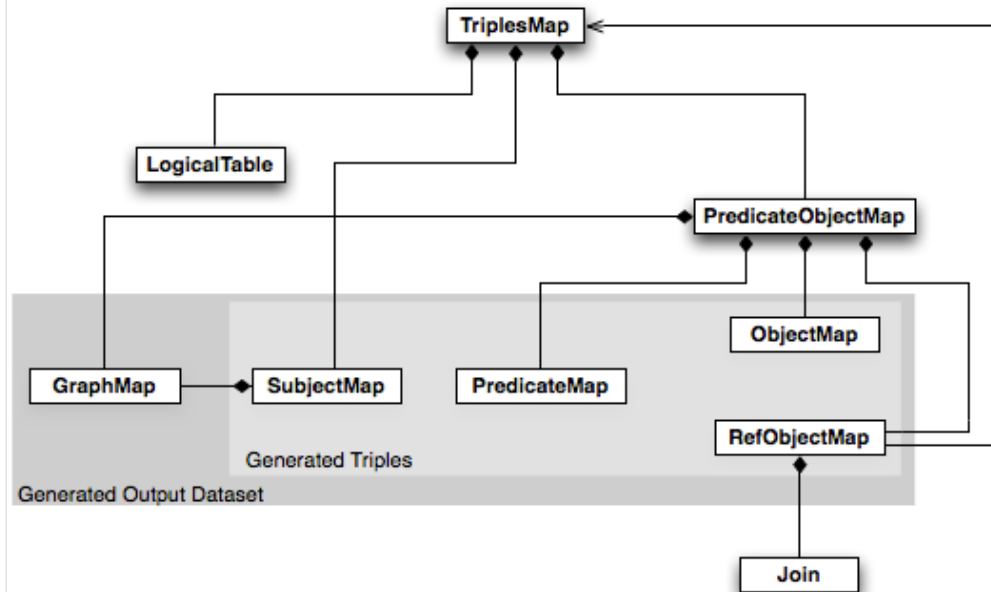 TriplesMap
LogicalTable
PredicateObjectMap
ObjectMap
GraphMap
SubjectMap
PredicateMap
RefObjectMap
Generated Triples
Generated Output Dataset
Join